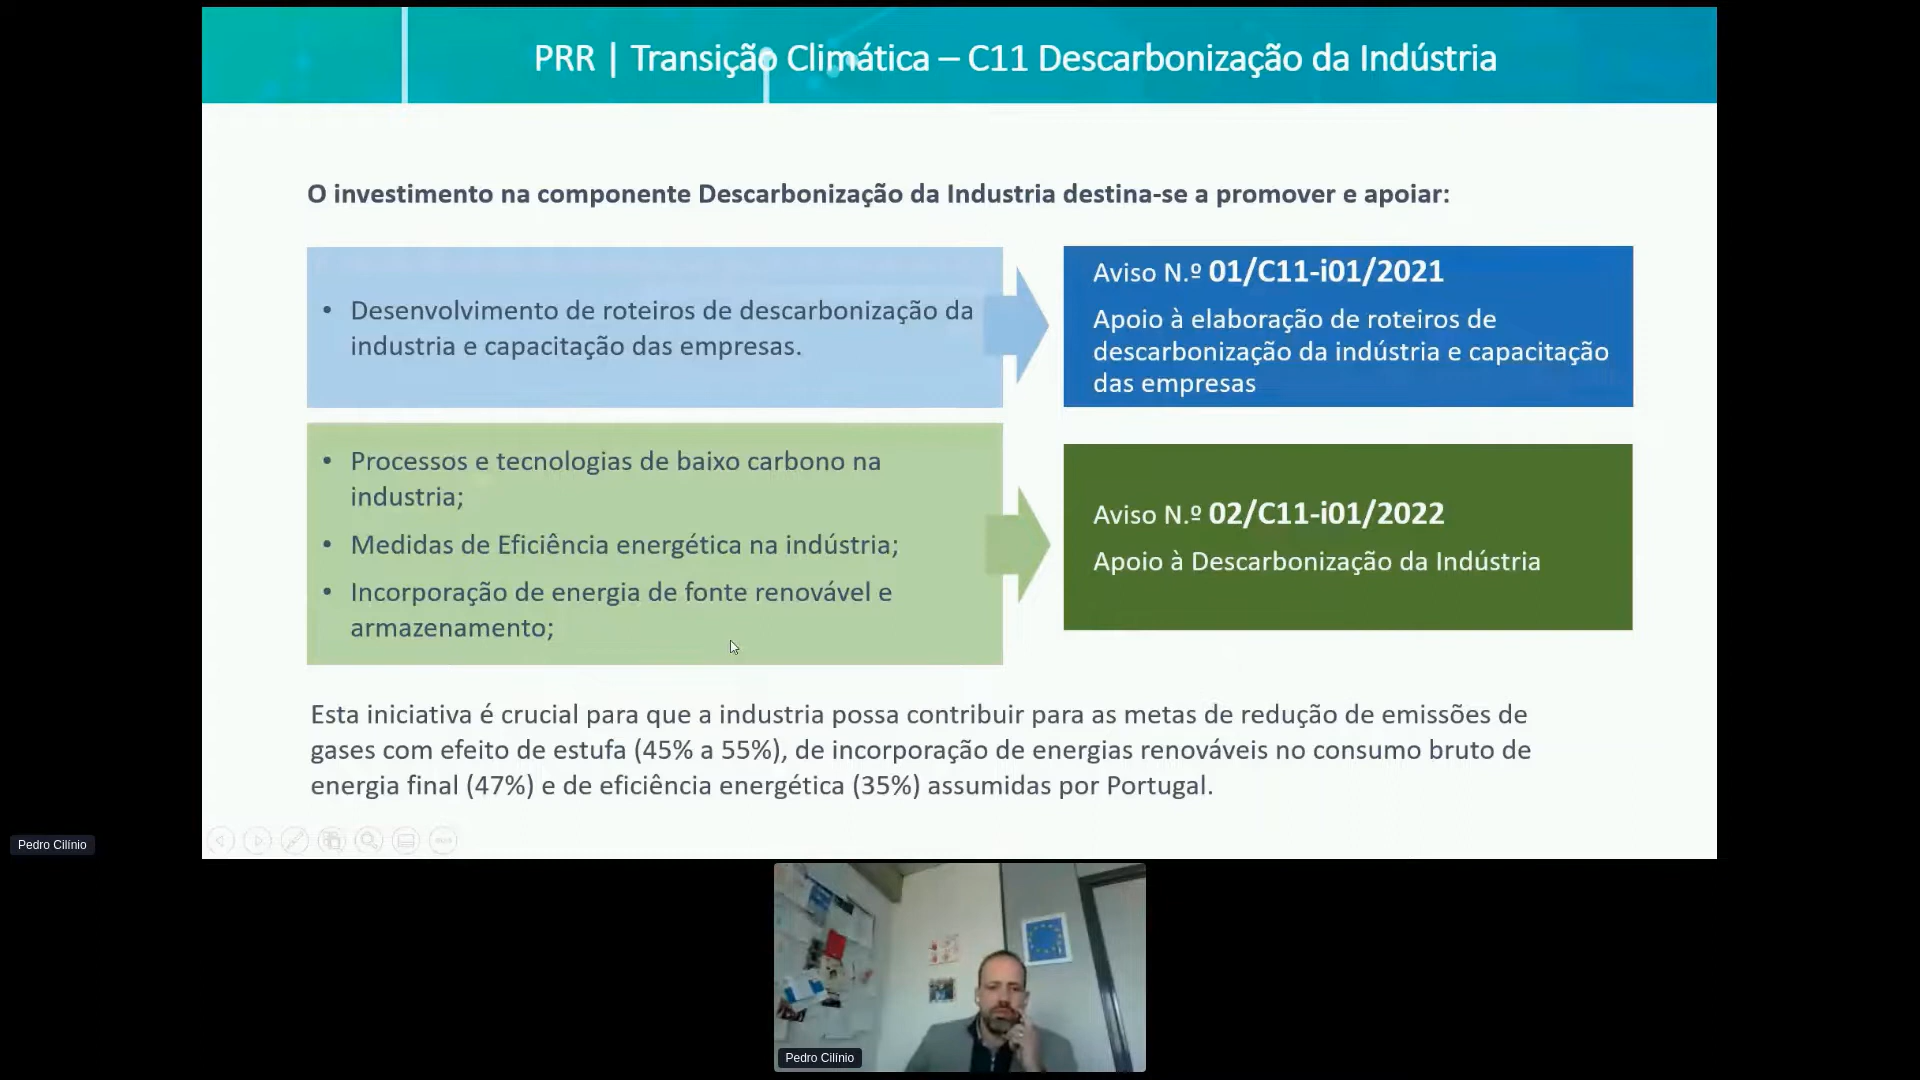 PRR | Transição Climática – C11 Descarbonização da Indústria
O investimento na componente Descarbonização da Industria destina-se a promover e apoiar:
• Desenvolvimento de roteiros de descarbonização da
industria e capacitação das empresas.
Aviso N.º 01/C11-i01/2021
Apoio à elaboração de roteiros de
descarbonização da indústria e capacitação
das empresas
• Processos e tecnologias de baixo carbono na
industria;
• Medidas de Eficiência energética na indústria;
• Incorporação de energia de fonte renovável e
armazenamento;
Aviso N.º 02/C11-i01/2022
Apoio à Descarbonização da Indústria
Esta iniciativa é crucial para que a industria possa contribuir para as metas de redução de emissões de
gases com efeito de estufa (45% a 55%), de incorporação de energias renováveis no consumo bruto de
energia final (47%) e de eficiência energética (35%) assumidas por Portugal.
Pedro Cilínio
Pedro Cilínio